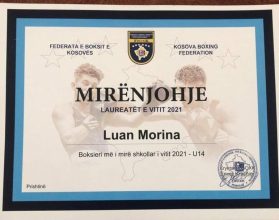 FEDERATA E BOKSIT E KOSOVËS
KOSOVA BOXING FEDERATION
MIRËNJOHJE
LAUREATËT E VITIT 2021
Luan Morina
Boksieri më i mirë shkollar i vitit 2021 - U14
Prishtinë